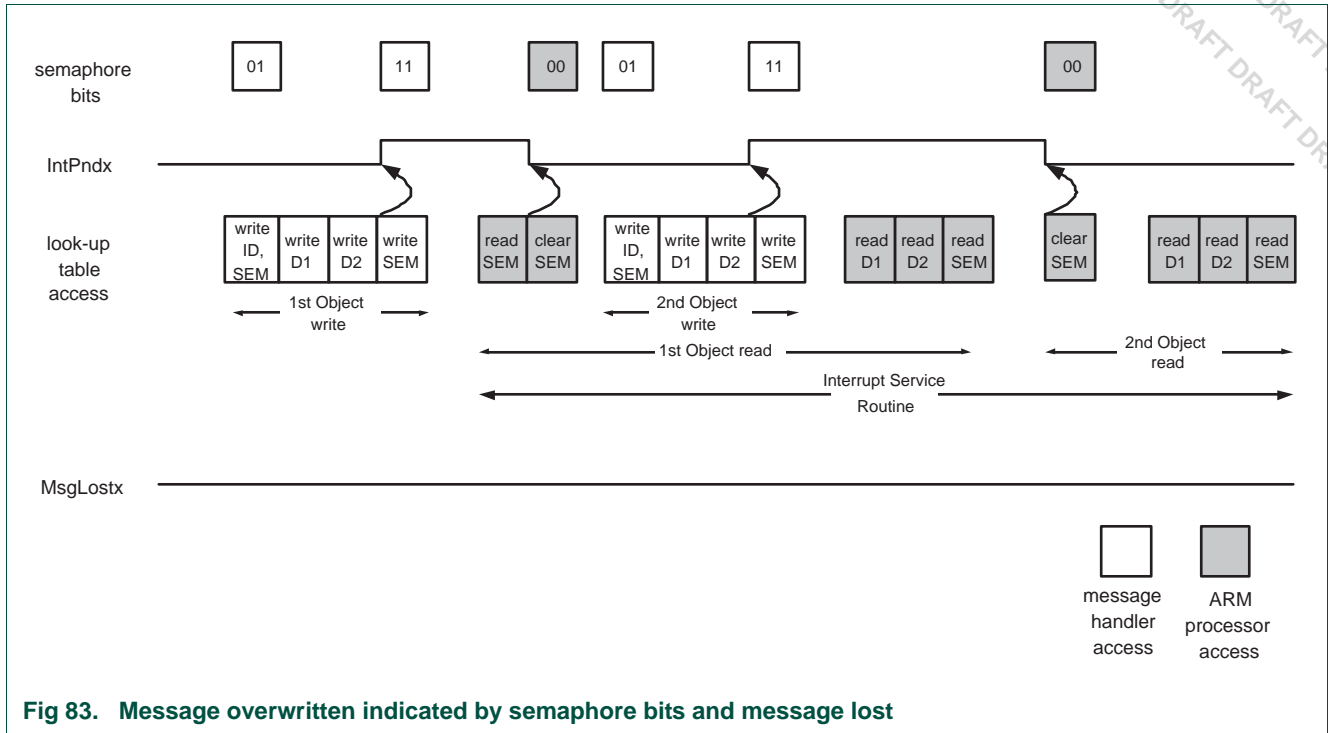 DRAFT DRAFT
DRAFT DRAFT DR
semaphore
bits
01
11
00
01
11
00
IntPndx
look-up
table
access
write
ID,
SEM
write
D1
write
D2
write
SEM
read
SEM
clear
SEM
write
ID,
SEM
write
D1
write
D2
write
SEM
read
D1
read
D2
read
SEM
clear
SEM
read
D1
read
D2
read
SEM
1st Object
write
2nd Object
write
1st Object read
2nd Object
read
Interrupt Service
Routine
MsgLostx
message
handler
access
ARM
processor
access
Fig 83. Message overwritten indicated by semaphore bits and message lost